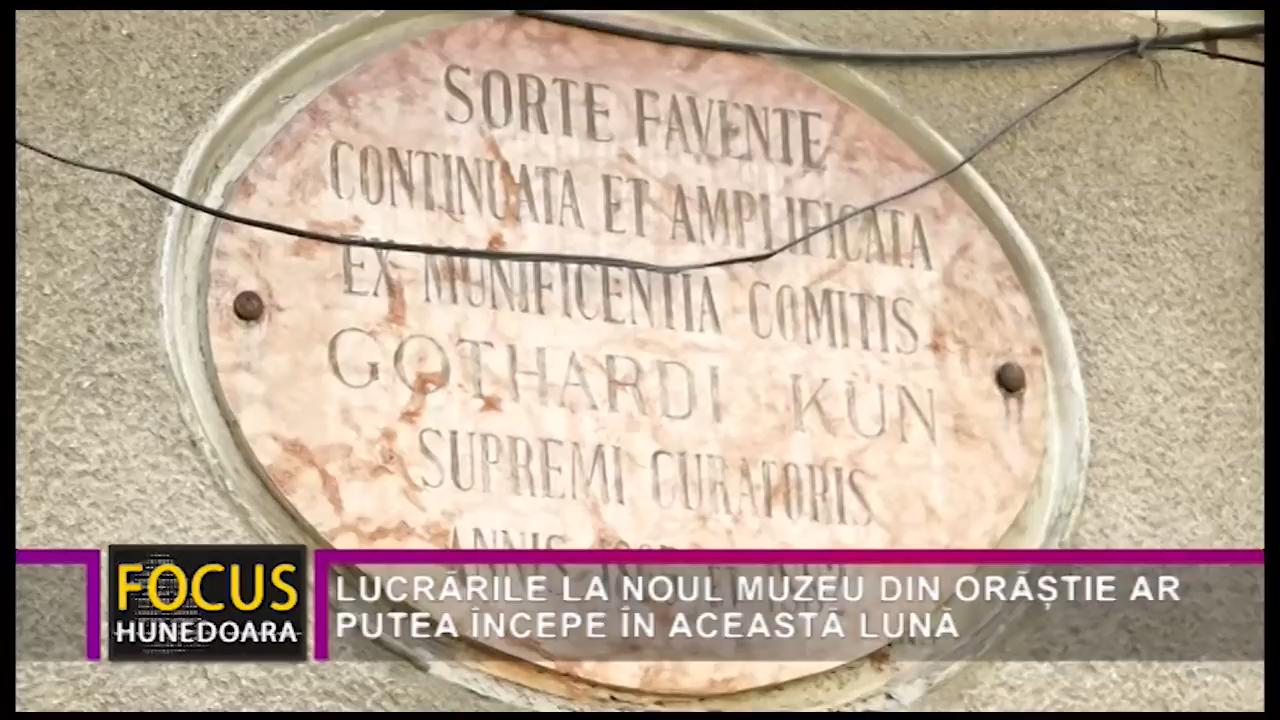 SORTE FAVENTE
CONTINUATA ET AMPLIFICATA
EX MUNIFICENTIA COMITIS
GOTHARDI KUN
SUPREMI CURATORIS
ANNIS
FOCUS
HUNEDOARA
LUCRĂRILE LA NOUL MUZEU DIN ORĂȘTIE AR
PUTEA ÎNCEPE ÎN ACEASTĂ LUNĂ